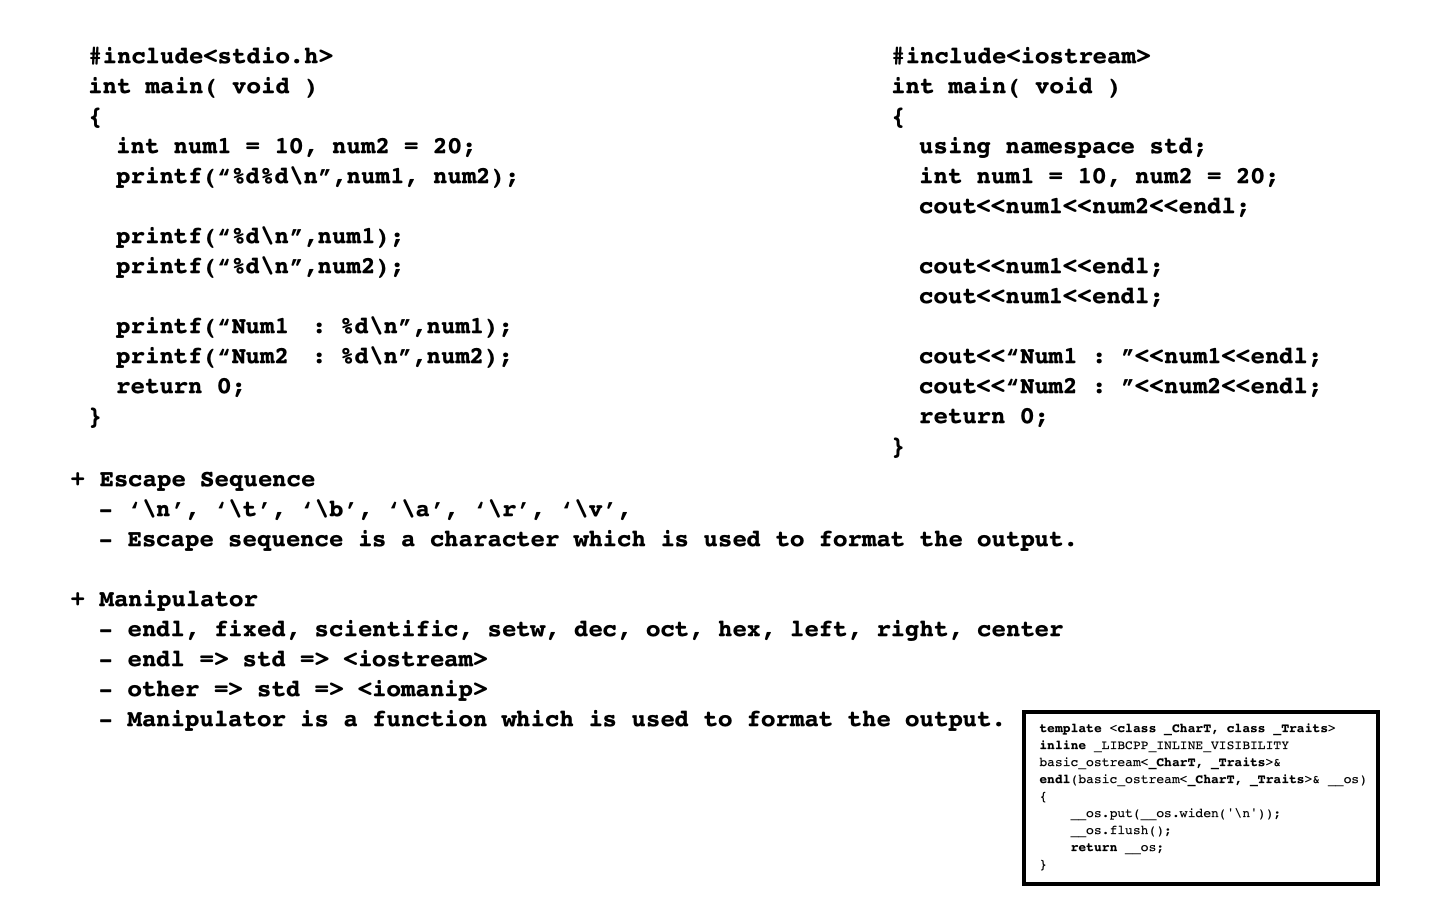 #include<stdio.h>
int main( void )
{
  int num1 = 10, num2 = 20;
  printf(“%d%d\n”,num1, num2);

  printf(“%d\n”,num1);
  printf(“%d\n”,num2);

  printf(“Num1  : %d\n”,num1);
  printf(“Num2  : %d\n”,num2);
  return 0;
}
#include<iostream>
int main( void )
{
  using namespace std;
  int num1 = 10, num2 = 20;
  cout<<num1<<num2<<endl;

  cout<<num1<<endl;
  cout<<num1<<endl;

  cout<<“Num1 : ”<<num1<<endl;
  cout<<“Num2 : ”<<num2<<endl;
  return 0;
}
+ Escape Sequence
  - ‘\n’, ‘\t’, ‘\b’, ‘\a’, ‘\r’, ‘\v’,
  - Escape sequence is a character which is used to format the output.

+ Manipulator
  - endl, fixed, scientific, setw, dec, oct, hex, left, right, center
  - endl => std => <iostream>
  - other => std => <iomanip>
  - Manipulator is a function which is used to format the output.
template <class _CharT, class _Traits>
inline _LIBCPP_INLINE_VISIBILITY
basic_ostream<_CharT, _Traits>&
endl(basic_ostream<_CharT, _Traits>& __os)
{
    __os.put(__os.widen('\n'));
    __os.flush();
    return __os;
}